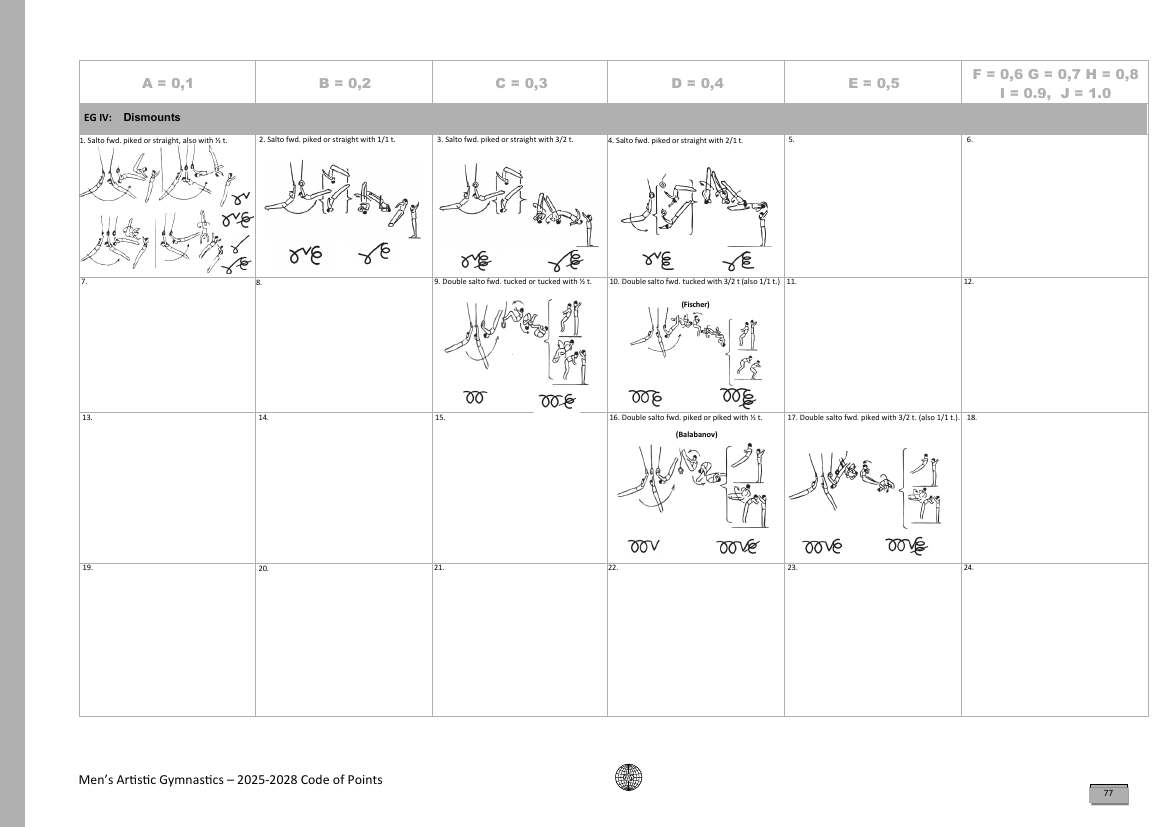 A = 0,1
B = 0,2
C = 0,3
D = 0,4
E = 0,5
F = 0,6 G = 0,7 H = 0,8
I = 0.9, J = 1.0
EG IV: Dismounts
1. Salto fwd. piked or straight, also with ½ t.
2. Salto fwd. piked or straight with 1/1 t.
3. Salto fwd. piked or straight with 3/2 t.
4. Salto fwd. piked or straight with 2/1 t.
5.
6.
7.
8.
9. Double salto fwd. tucked or tucked with ½ t.
10. Double salto fwd. tucked with 3/2 t (also 1/1 t.)
(Fischer)
11.
12.
13.
14.
15.
16. Double salto fwd. piked or piked with ½ t.
(Balabanov)
17. Double salto fwd. piked with 3/2 t. (also 1/1 t.).
18.
19.
20.
21.
22.
23.
24.
Men's Artistic Gymnastics – 2025-2028 Code of Points
77